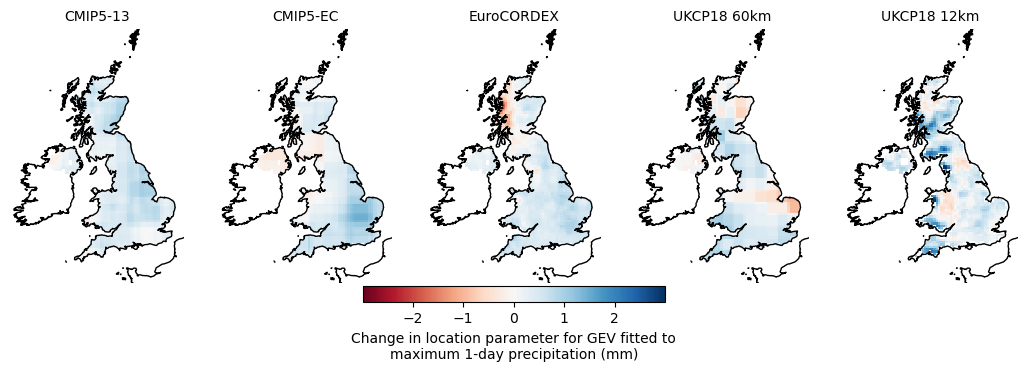 CMIP5-13
CMIP5-EC
EuroCORDEX
UKCP18 60km
UKCP18 12km
−2
−1
0
1
2
Change in location parameter for GEV fitted to
maximum 1-day precipitation (mm)